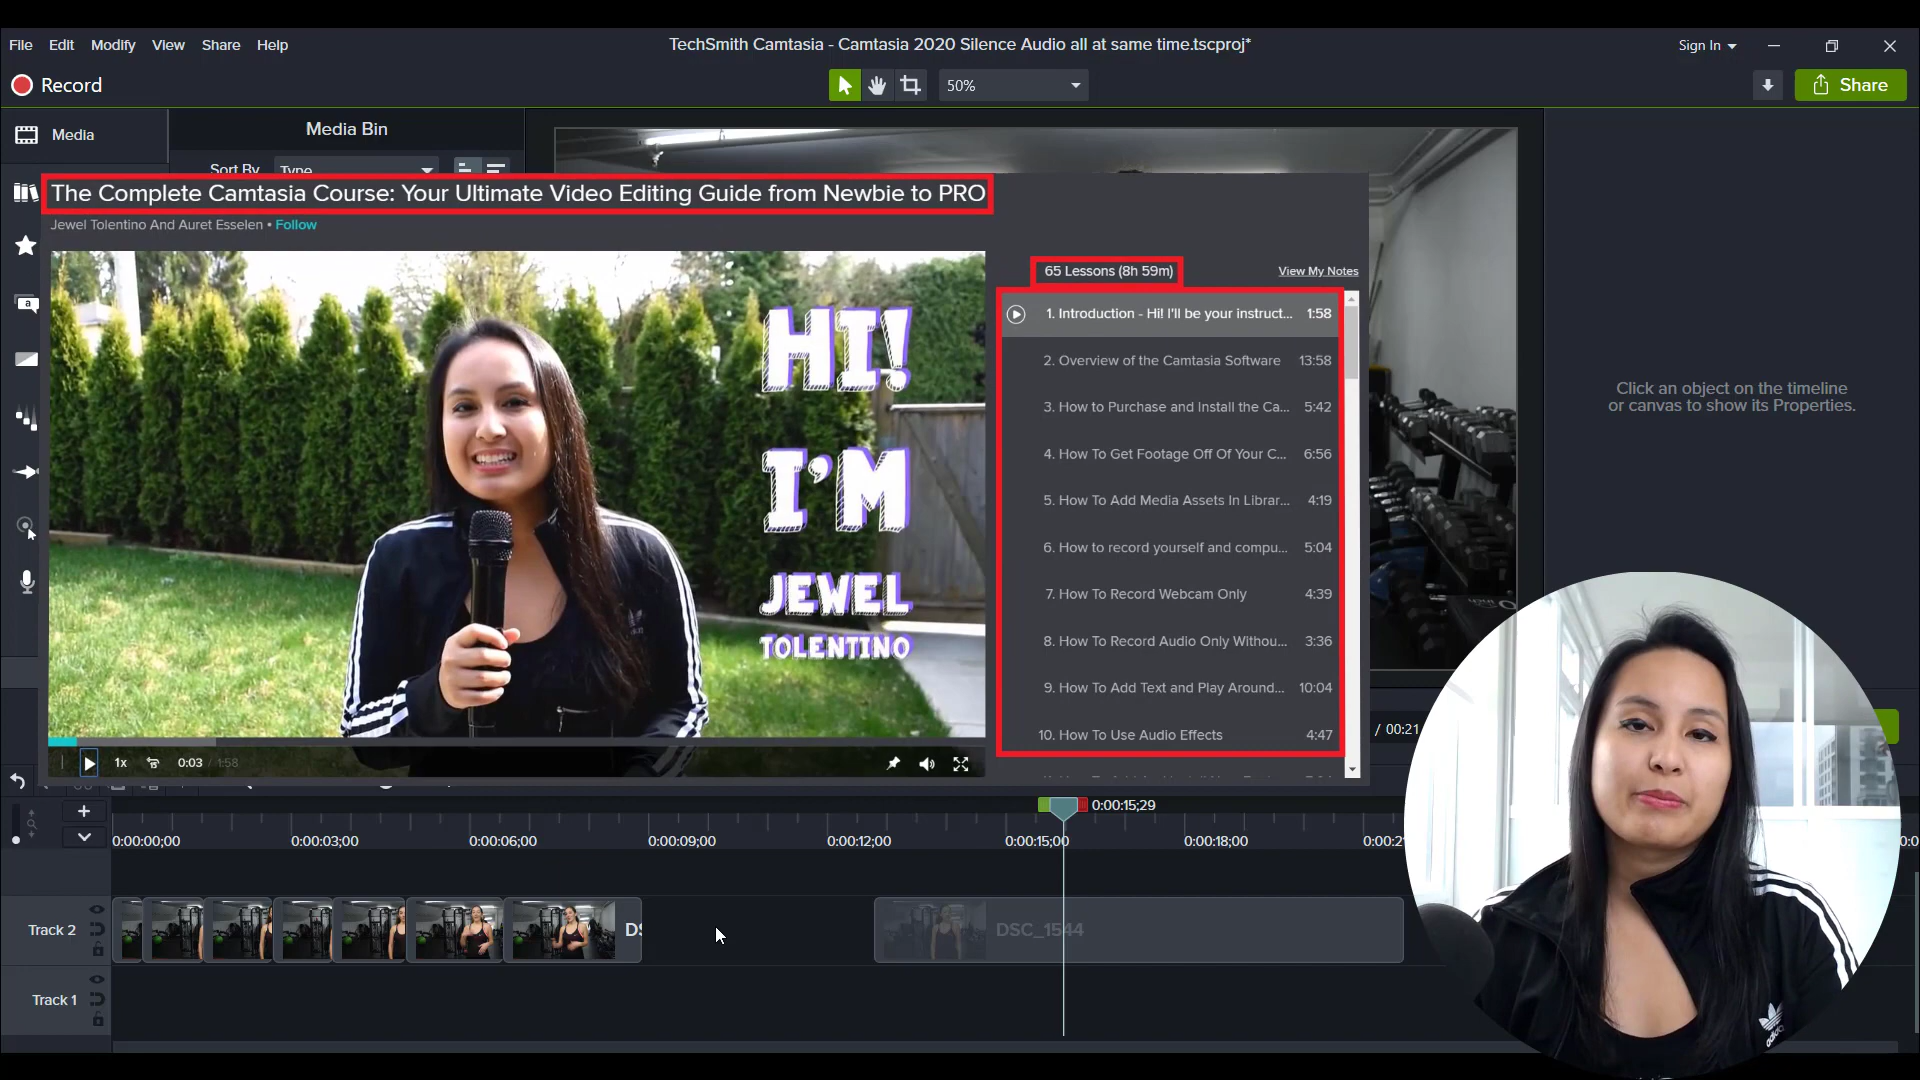 File Edit Modify View Share Help
TechSmith Camtasia - Camtasia 2020 Silence Audio all at same time.tscproj*
Sign In
Record
50%
Share
Media
Media Bin
Sort By Type
The Complete Camtasia Course: Your Ultimate Video Editing Guide from Newbie to PRO
Jewel Tolentino And Auret Esselen • Follow
65 Lessons (8h 59m)
View My Notes
1. Introduction - Hi! I'll be your instruct... 1:58
2. Overview of the Camtasia Software 13:58
3. How to Purchase and Install the Ca... 5:42
4. How To Get Footage Off Of Your C... 6:56
5. How To Add Media Assets In Librar... 4:19
6. How to record yourself and compu... 5:04
7. How To Record Webcam Only 4:39
8. How To Record Audio Only Withou... 3:36
9. How To Add Text and Play Around... 10:04
10. How To Use Audio Effects 4:47
HI!
I'M
JEWEL
TOLENTINO
a
Click an object on the timeline
or canvas to show its Properties.
1x
0:03 / 1:58
/ 00:21
0:00:15;29
0:00:00;00 0:00:03;00 0:00:06;00 0:00:09;00 0:00:12;00 0:00:15;00 0:00:18;00 0:00:2
Track 2
DSC_1544
Track 1
adidas